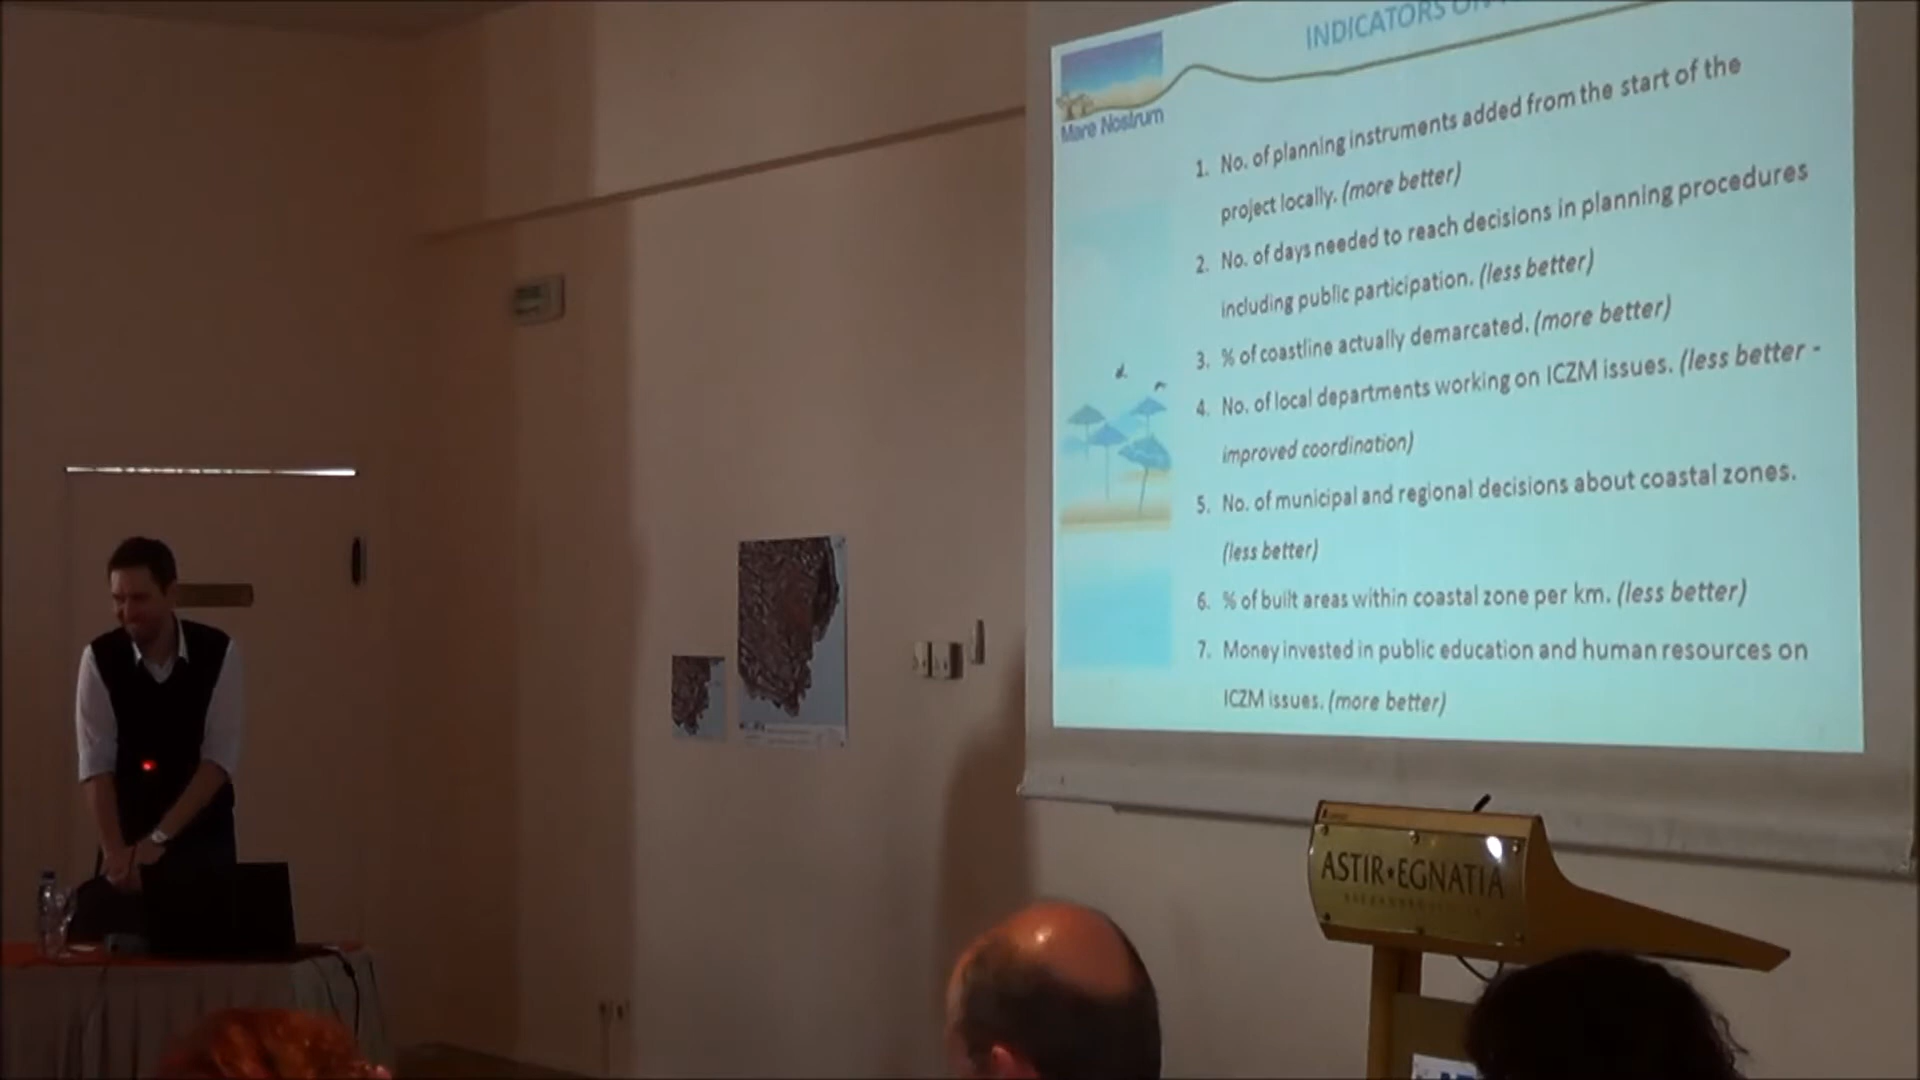 INDICATORS
Mare Nostrum
1. No. of planning instruments added from the start of the
project locally. (more better)
2. No. of days needed to reach decisions in planning procedures
including public participation. (less better)
3. % of coastline actually demarcated. (more better)
4. No. of local departments working on ICZM issues. (less better -
improved coordination)
5. No. of municipal and regional decisions about coastal zones.
(less better)
6. % of built areas within coastal zone per km. (less better)
7. Money invested in public education and human resources on
ICZM issues. (more better)
ASTIR EGNATIA